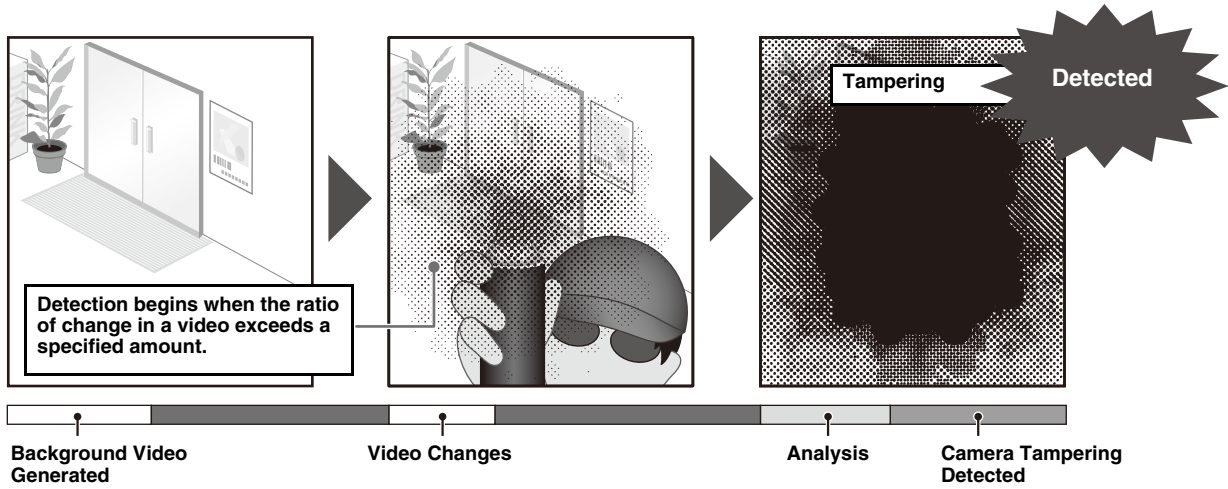 Tampering
Detected
Detection begins when the ratio
of change in a video exceeds a
specified amount.
Background Video
Generated
Video Changes
Analysis
Camera Tampering
Detected